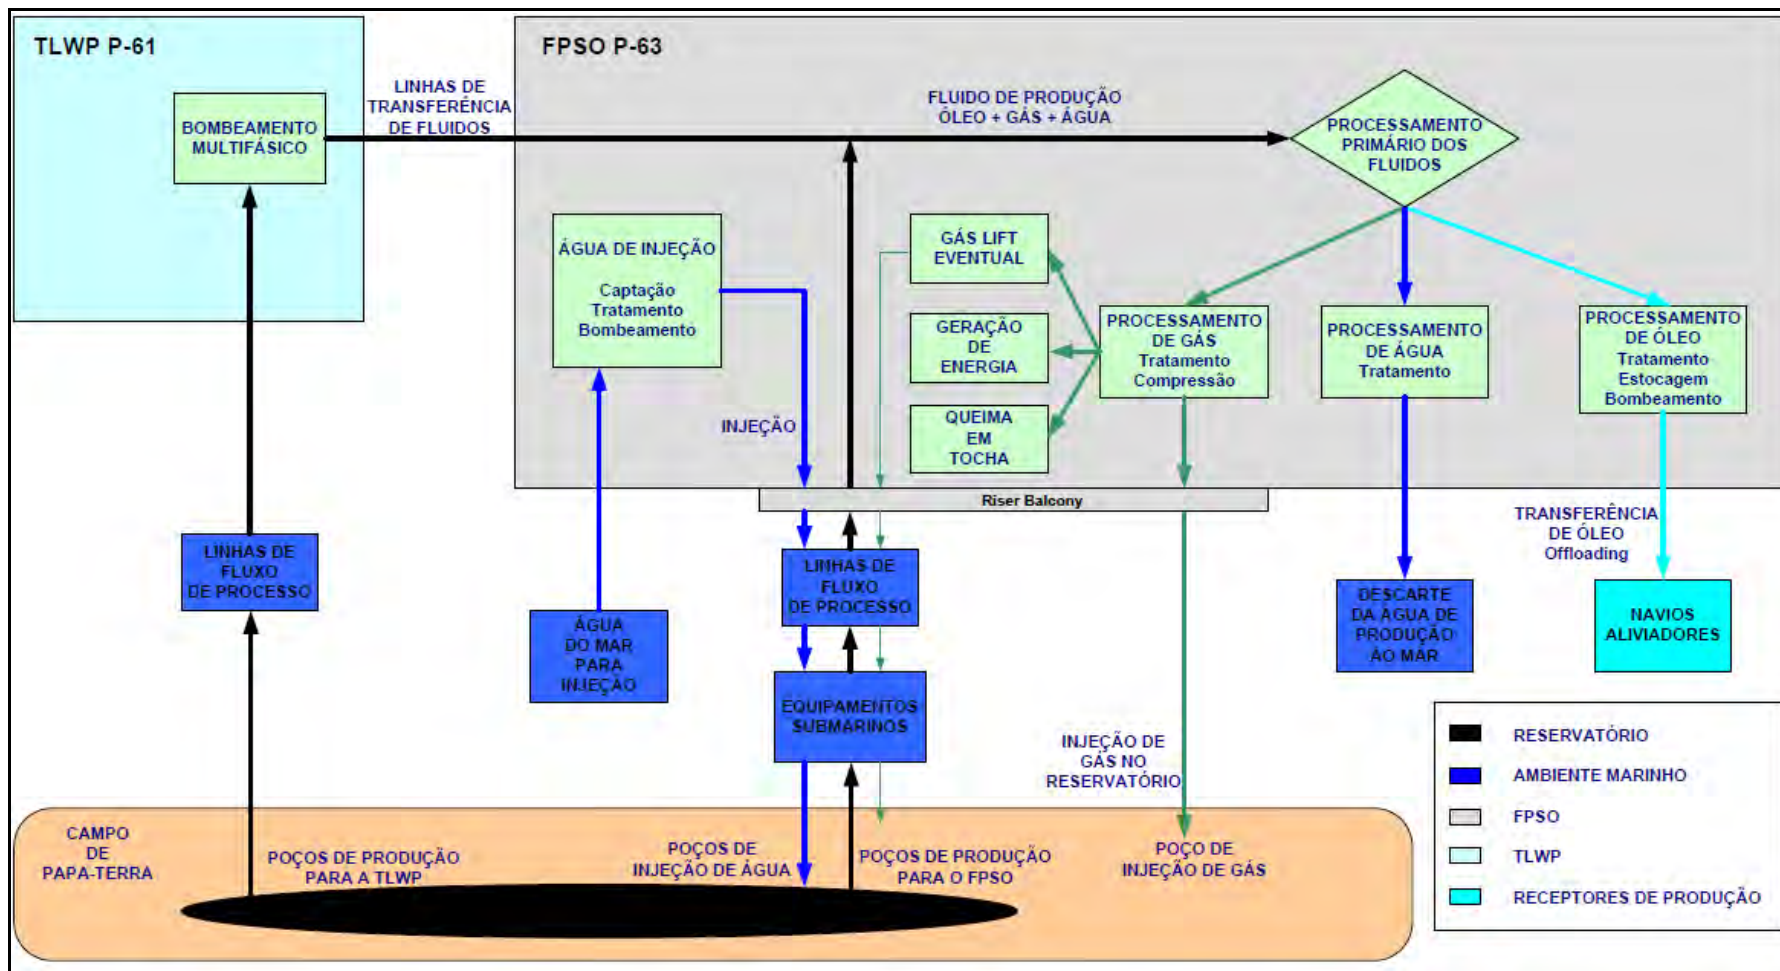 TLWP P-61
FPSO P-63
BOMBEAMENTO
MULTIFÁSICO
LINHAS DE
TRANSFERÊNCIA
DE FLUIDOS
FLUIDO DE PRODUÇÃO
ÓLEO + GÁS + ÁGUA
PROCESSAMENTO
PRIMÁRIO DOS
FLUIDOS
ÁGUA DE INJEÇÃO
Captação
Tratamento
Bombeamento
GÁS LIFT
EVENTUAL
GERAÇÃO
DE
ENERGIA
QUEIMA
EM
TOCHA
PROCESSAMENTO
DE GÁS
Tratamento
Compressão
PROCESSAMENTO
DE ÁGUA
Tratamento
PROCESSAMENTO
DE ÓLEO
Tratamento
Estocagem
Bombeamento
INJEÇÃO
Riser Balcony
TRANSFERÊNCIA
DE ÓLEO
Offloading
LINHAS DE
FLUXO
DE PROCESSO
ÁGUA
DO MAR
PARA
INJEÇÃO
LINHAS DE
FLUXO
DE PROCESSO
EQUIPAMENTOS
SUBMARINOS
DESCARTE
DA ÁGUA DE
PRODUÇÃO
AO MAR
NAVIOS
ALIVIADORES
INJEÇÃO DE
GÁS NO
RESERVATÓRIO
RESERVATÓRIO
AMBIENTE MARINHO
FPSO
TLWP
RECEPTORES DE PRODUÇÃO
CAMPO
DE
PAPA-TERRA
POÇOS DE PRODUÇÃO
PARA A TLWP
POÇOS DE
INJEÇÃO DE ÁGUA
POÇOS DE PRODUÇÃO
PARA O FPSO
POÇO DE
INJEÇÃO DE GÁS